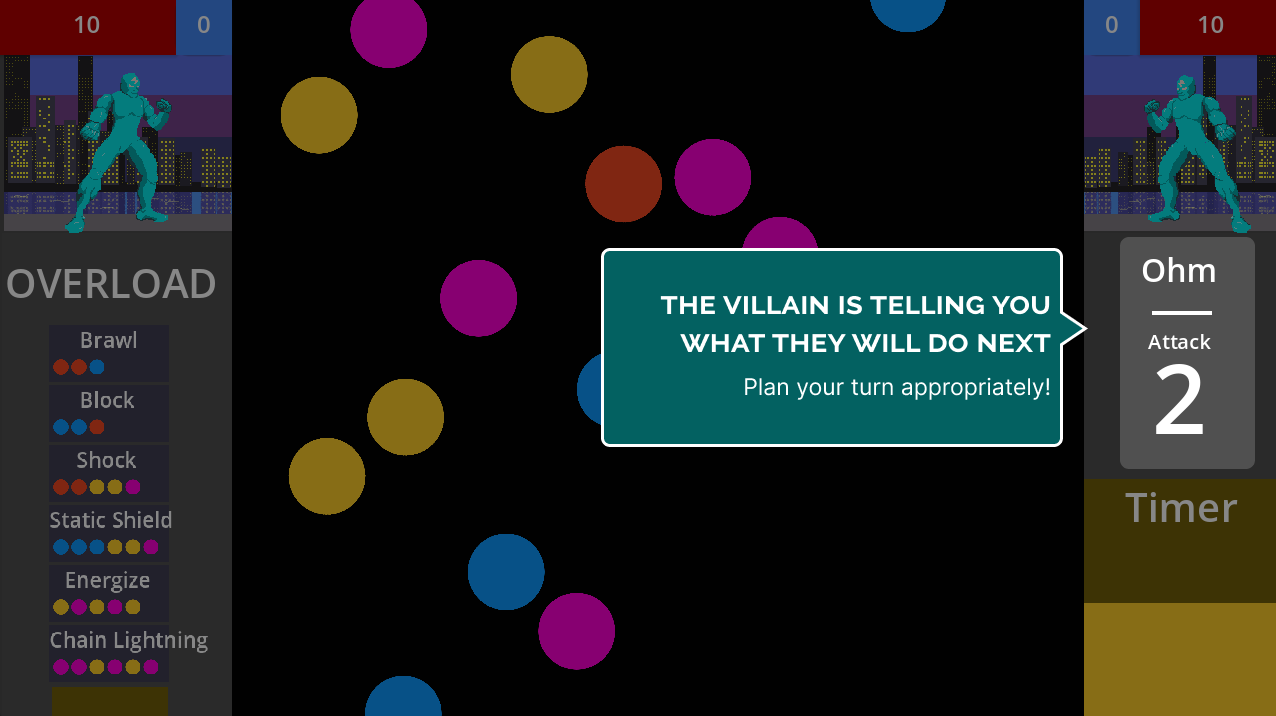 10
0
0
10
OVERLOAD
Brawl
Block
Shock
Static Shield
Energize
Chain Lightning
THE VILLAIN IS TELLING YOU
WHAT THEY WILL DO NEXT
Plan your turn appropriately!
Ohm
Attack
2
Timer